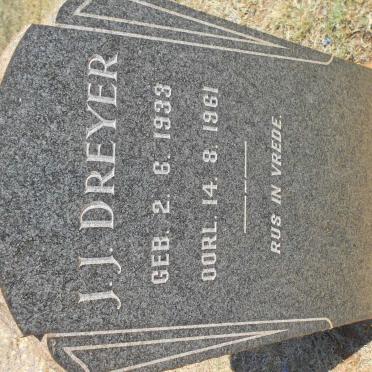 J.J. DREYER
GEB. 2. 6. 1933
OORL. 14. 8. 1961
RUS IN VREDE.